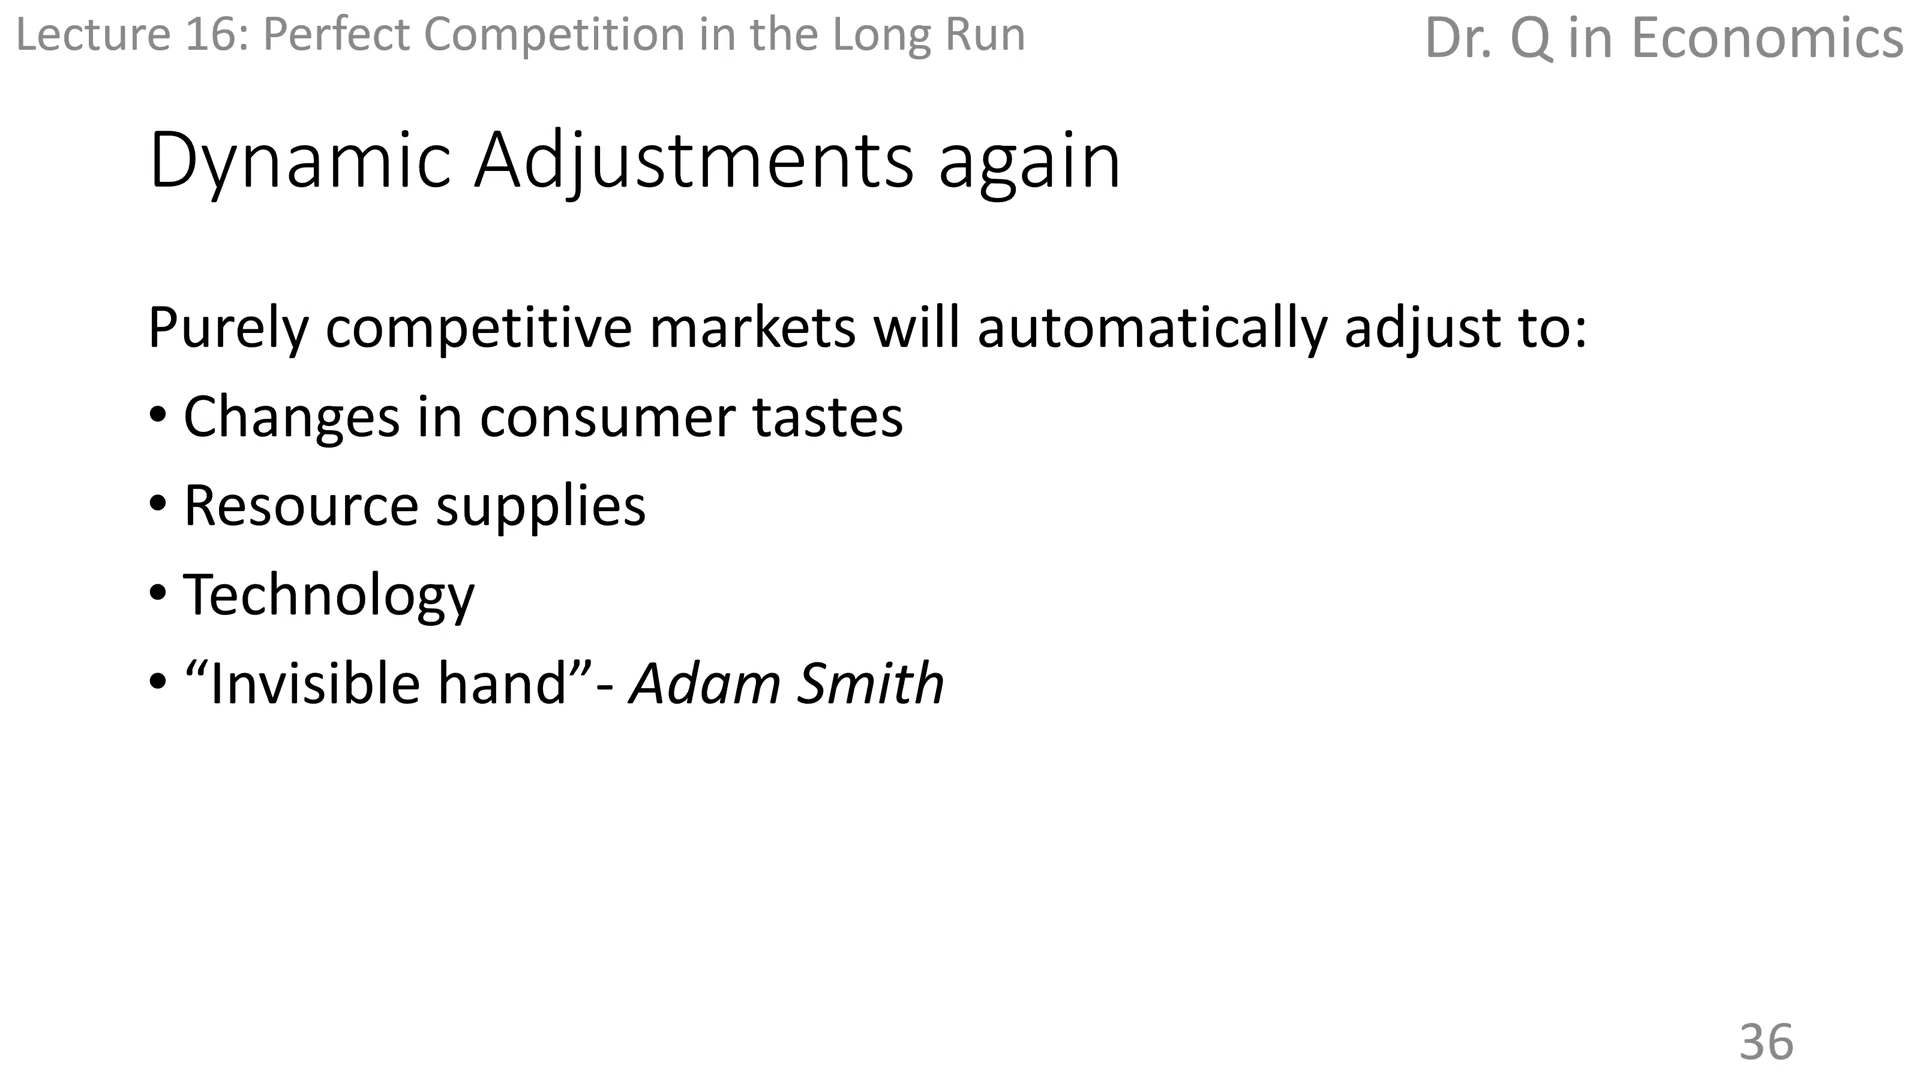 Lecture 16: Perfect Competition in the Long Run
Dr. Q in Economics
Dynamic Adjustments again
Purely competitive markets will automatically adjust to:
• Changes in consumer tastes
• Resource supplies
• Technology
• “Invisible hand”- Adam Smith
36